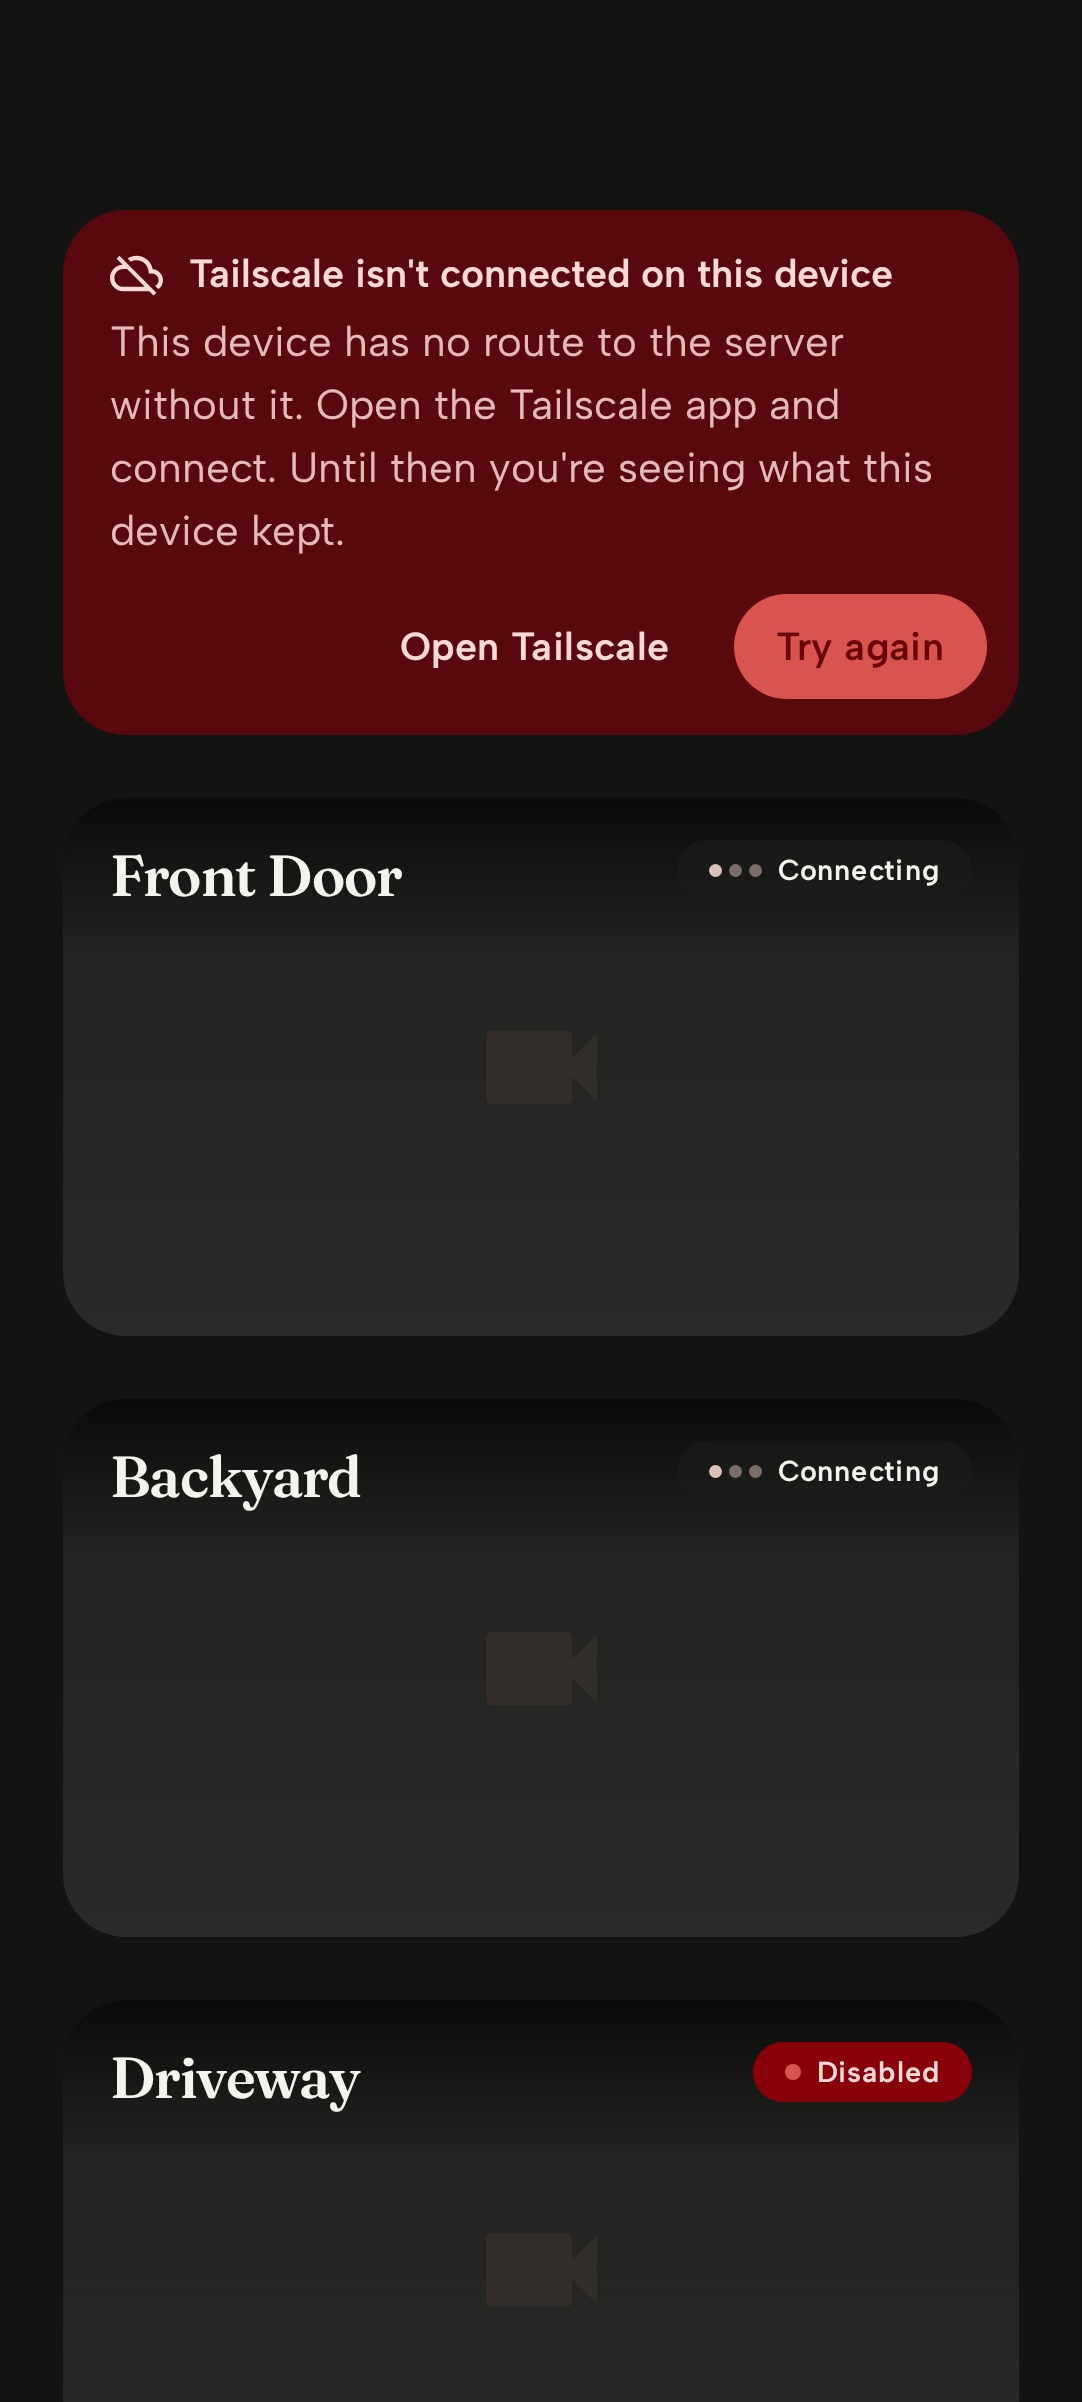 Tailscale isn't connected on this device
This device has no route to the server
without it. Open the Tailscale app and
connect. Until then you're seeing what this
device kept.
Open Tailscale
Try again
Front Door
Connecting
Backyard
Connecting
Driveway
Disabled